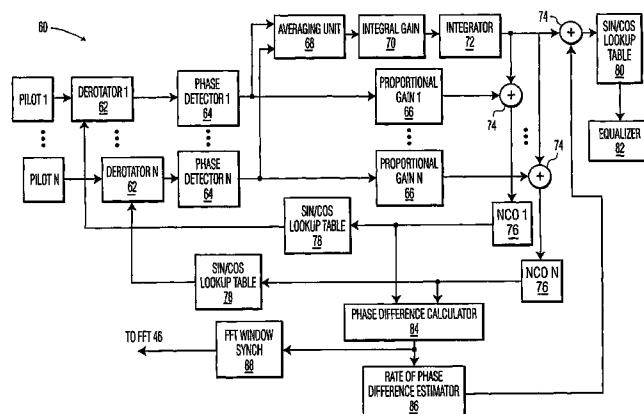 60
AVERAGING UNIT
68
INTEGRAL GAIN
70
INTEGRATOR
72
74
+
SIN/COS
LOOKUP
TABLE
80
PILOT 1
DEROTATOR 1
62
PHASE
DETECTOR 1
64
PROPORTIONAL
GAIN 1
66
+
74
EQUALIZER
82
PILOT N
DEROTATOR N
62
PHASE
DETECTOR N
64
PROPORTIONAL
GAIN N
66
74
+
SIN/COS
LOOKUP TABLE
78
NCO 1
76
SIN/COS
LOOKUP TABLE
78
NCO N
76
PHASE DIFFERENCE CALCULATOR
84
TO FFT 46
FFT WINDOW
SYNCH
88
RATE OF PHASE
DIFFERENCE ESTIMATOR
86